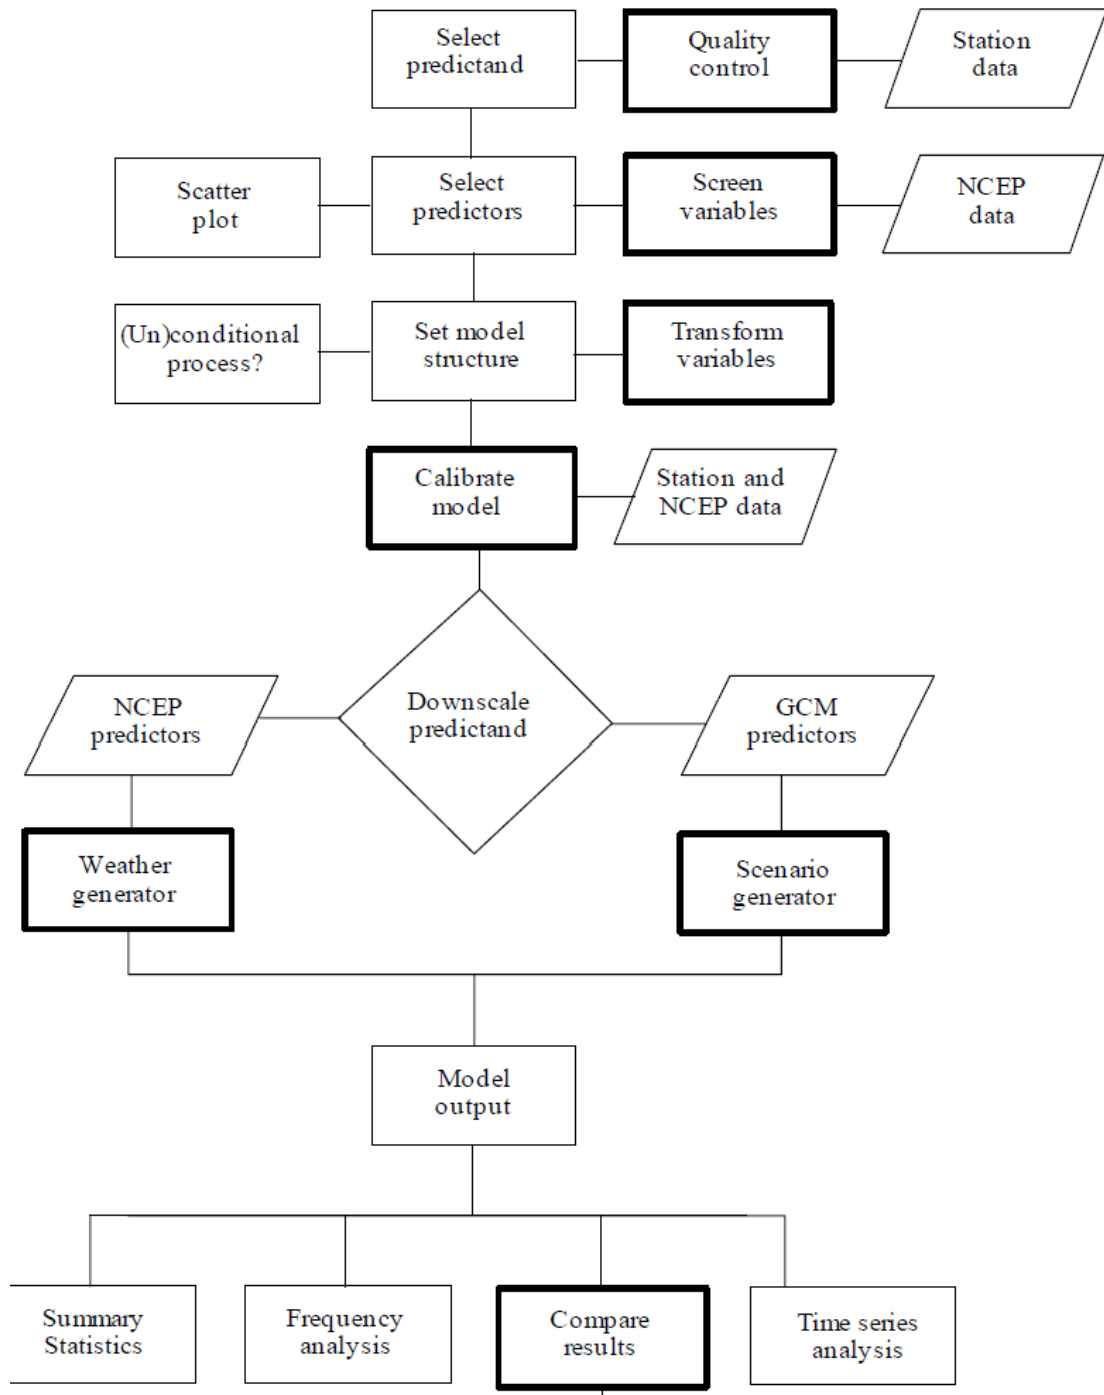 Select
predictand
Quality
control
Station
data
Scatter
plot
Select
predictors
Screen
variables
NCEP
data
(Un)conditional
process?
Set model
structure
Transform
variables
Calibrate
model
Station and
NCEP data
NCEP
predictors
Downscale
predictand
GCM
predictors
Weather
generator
Scenario
generator
Model
output
Summary
Statistics
Frequency
analysis
Compare
results
Time series
analysis